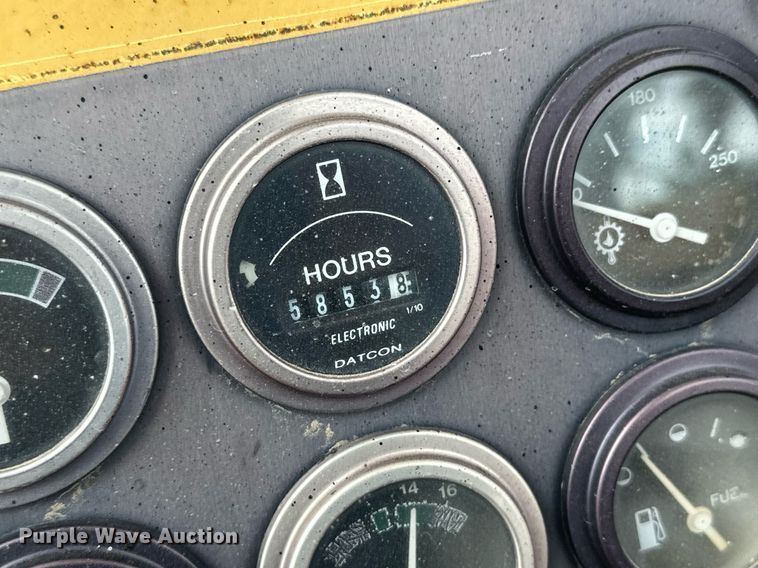 180
250
HOURS
58538
1/10
ELECTRONIC
DATCON
14 16
FUEL
Purple Wave Auction